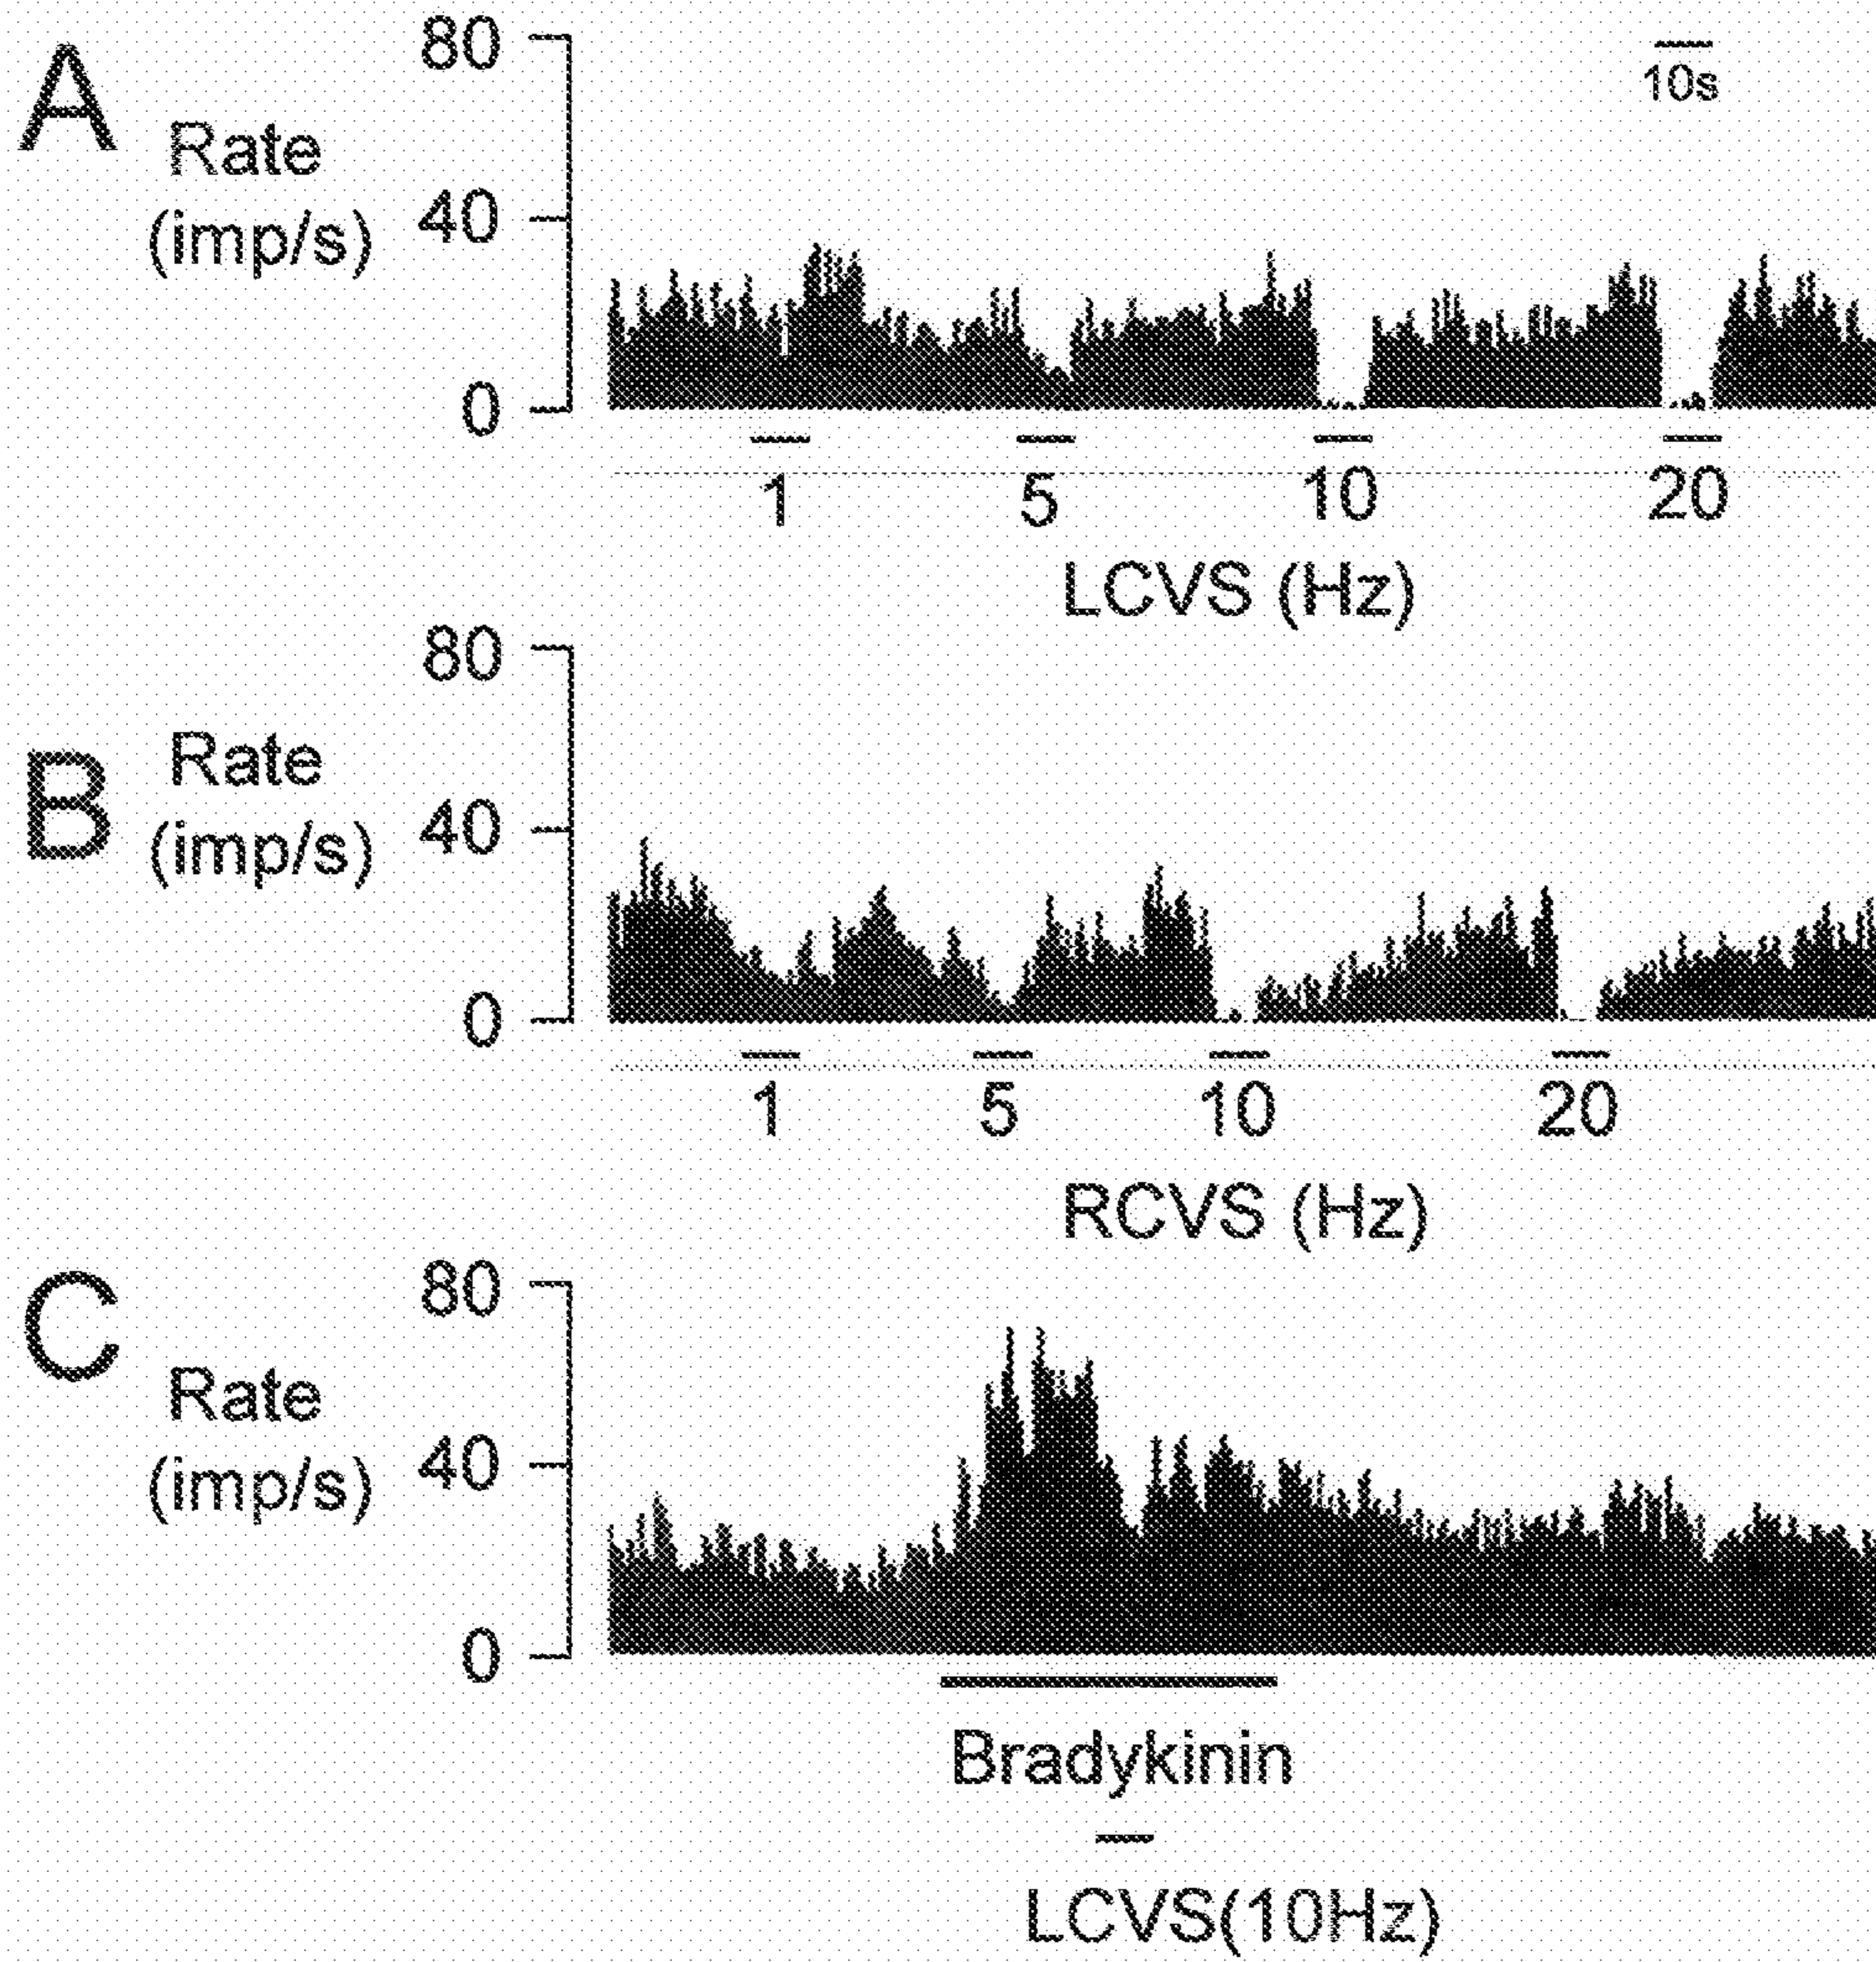 A
80
10s
Rate
(imp/s)
40
0
1 5 10 20
LCVS (Hz)
80
B
Rate
(imp/s)
40
0
1 5 10 20
RCVS (Hz)
C
80
Rate
(imp/s)
40
0
Bradykinin
LCVS(10Hz)